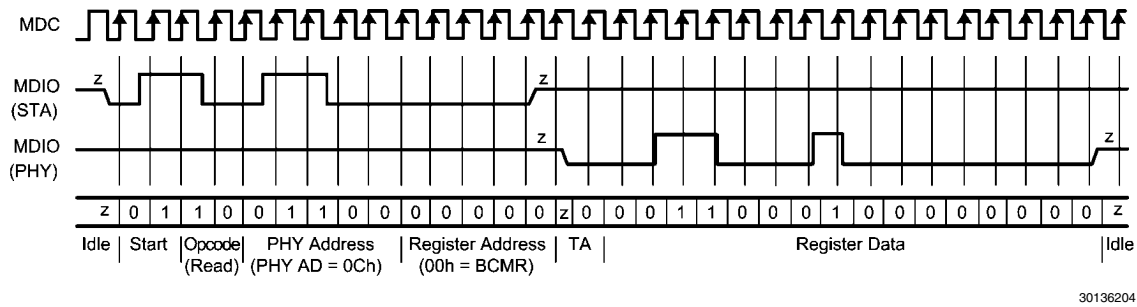 MDC
z z
MDIO
(STA)
z z
MDIO
(PHY)
z 0 1 1 0 0 1 1 0 0 0 0 0 0 0 z 0 0 0 1 1 0 0 0 1 0 0 0 0 0 0 0 0 z
Idle Start Opcode PHY Address Register Address TA Register Data Idle
(Read) (PHY AD = 0Ch) (00h = BCMR)
30136204